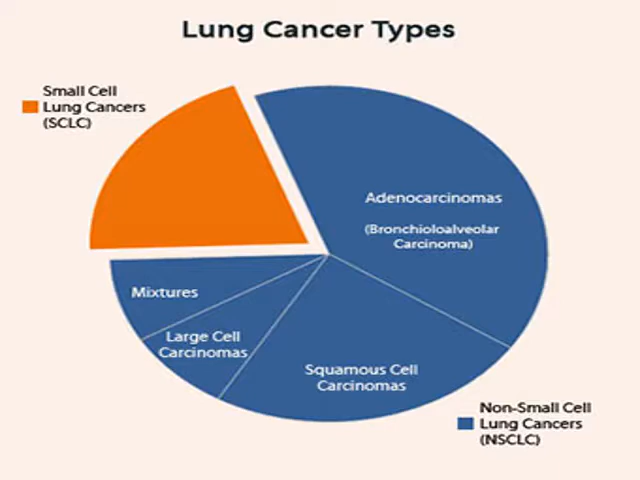 Lung Cancer Types
Small Cell
Lung Cancers
(SCLC)
Adenocarcinomas
(Bronchioloalveolar
Carcinoma)
Mixtures
Large Cell
Carcinomas
Squamous Cell
Carcinomas
Non-Small Cell
Lung Cancers
(NSCLC)